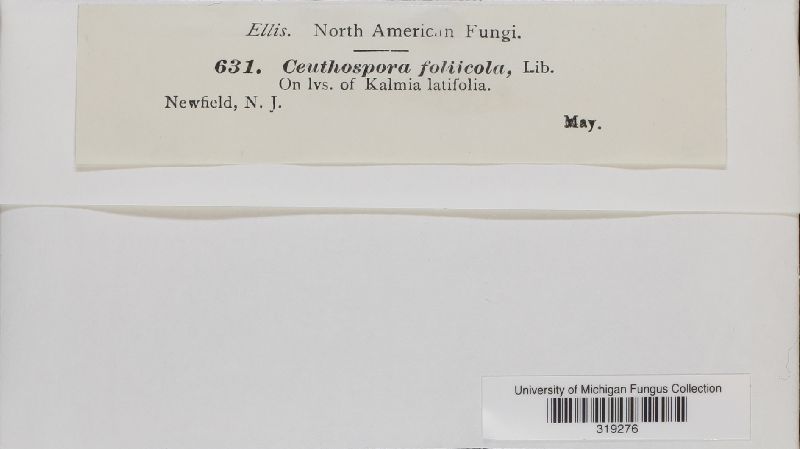 Ellis. North American Fungi.
631. Ceuthospora foliicola, Lib.
On lvs. of Kalmia latifolia.
Newfield, N. J.
May.
University of Michigan Fungus Collection
319276